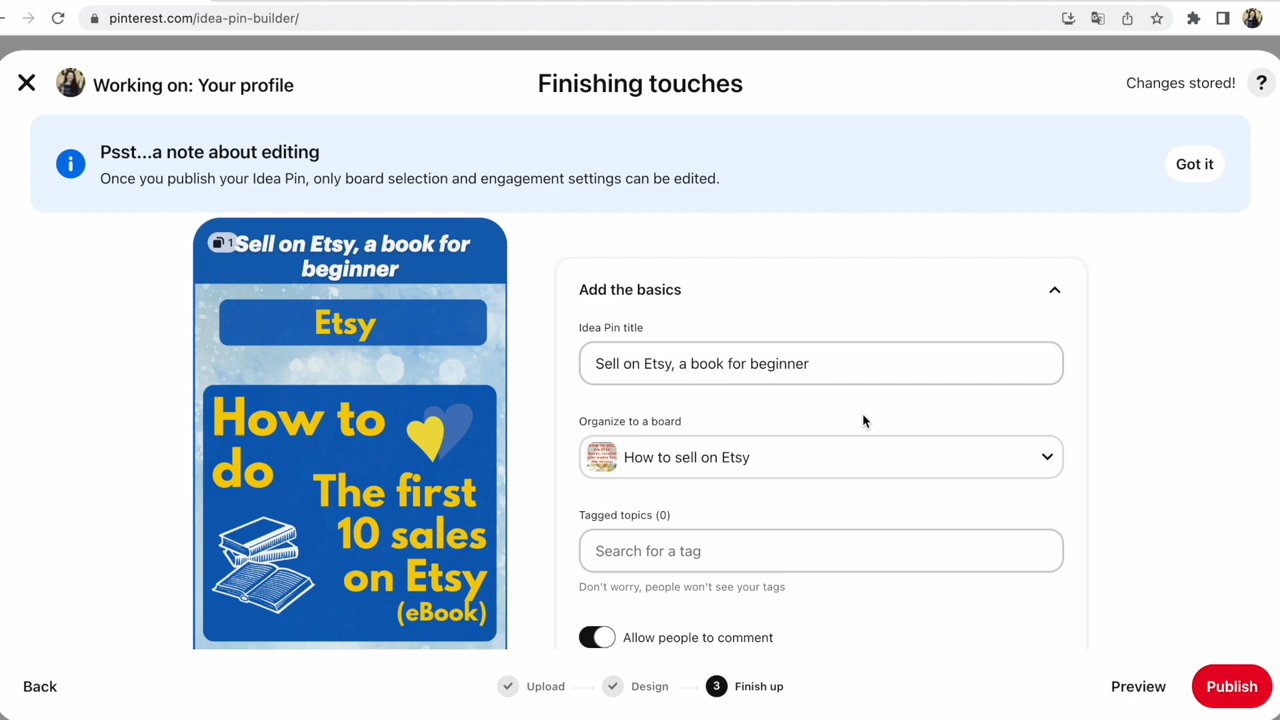 pinterest.com/idea-pin-builder/
Working on: Your profile
Finishing touches
Changes stored!
?
Psst...a note about editing
Once you publish your Idea Pin, only board selection and engagement settings can be edited.
Got it
1
Sell on Etsy, a book for
beginner
Etsy
How to
do
The first
10 sales
on Etsy
(eBook)
Add the basics
Idea Pin title
Sell on Etsy, a book for beginner
Organize to a board
How to sell on Etsy
Tagged topics (0)
Search for a tag
Don't worry, people won't see your tags
Allow people to comment
Back
Upload
Design
3
Finish up
Preview
Publish